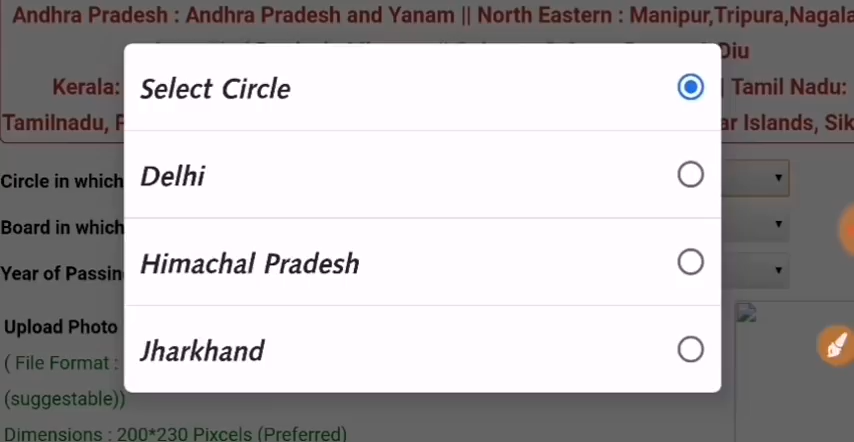 Andhra Pradesh : Andhra Pradesh and Yanam || North Eastern : Manipur,Tripura,Nagala
Diu
Kerala:
| Tamil Nadu:
Tamilnadu, P
ar Islands, Sik
Select Circle
Delhi
Himachal Pradesh
Jharkhand
Circle in which
Board in which
Year of Passin
Upload Photo
( File Format :
(suggestable))
Dimensions : 200*230 Pixcels (Preferred)